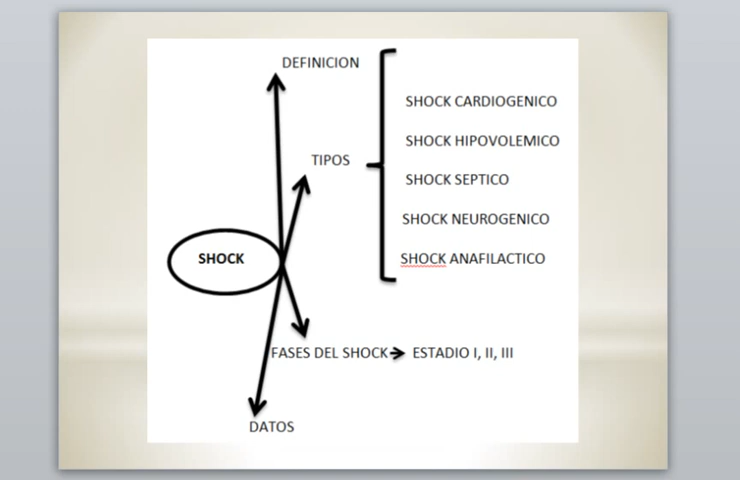 DEFINICION
SHOCK CARDIOGENICO
SHOCK HIPOVOLEMICO
TIPOS
SHOCK SEPTICO
SHOCK NEUROGENICO
SHOCK
SHOCK ANAFILACTICO
FASES DEL SHOCK → ESTADIO I, II, III
DATOS